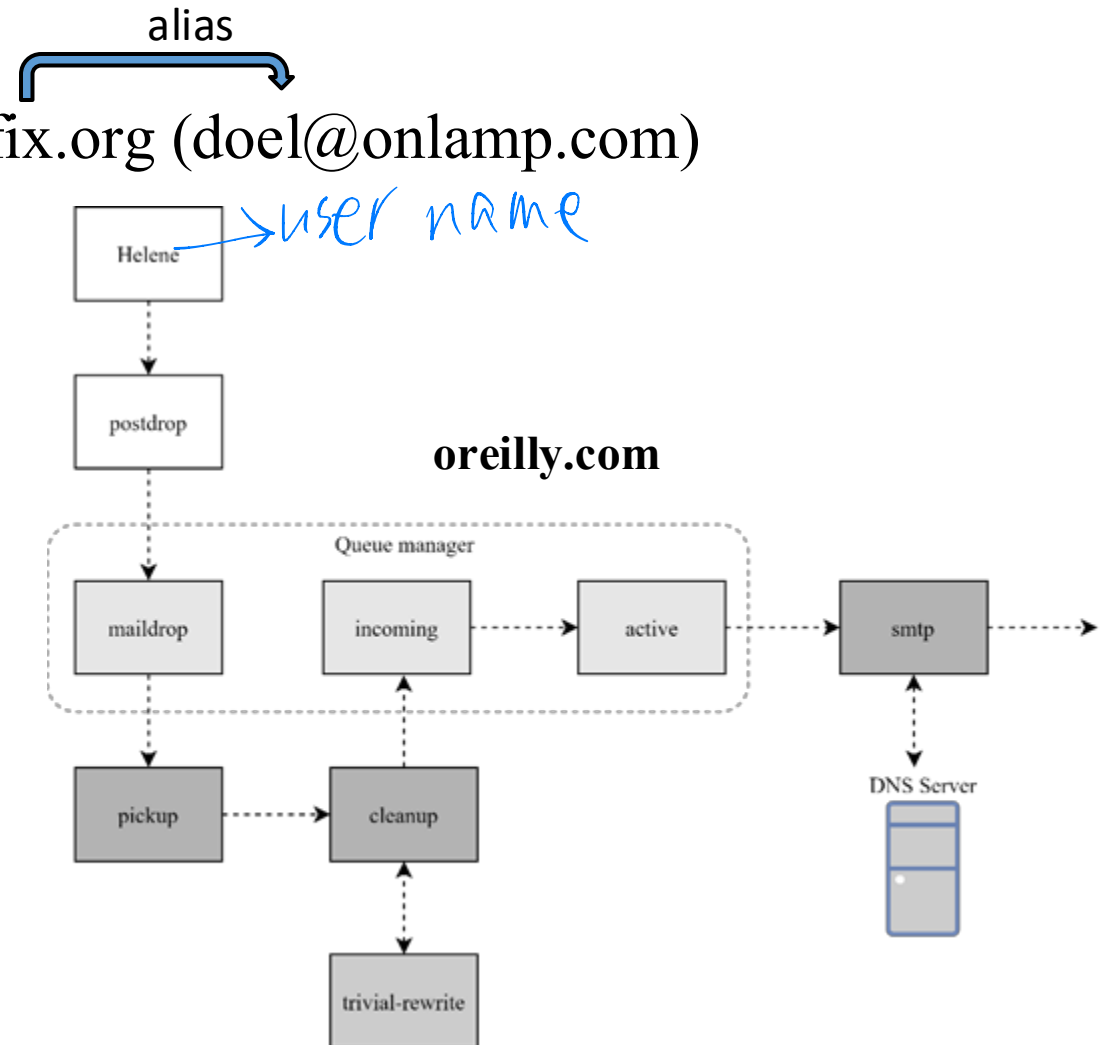 alias
fix.org (doel@onlamp.com)
user name
Helene
postdrop
oreilly.com
Queue manager
maildrop
incoming
active
smtp
DNS Server
pickup
cleanup
trivial-rewrite